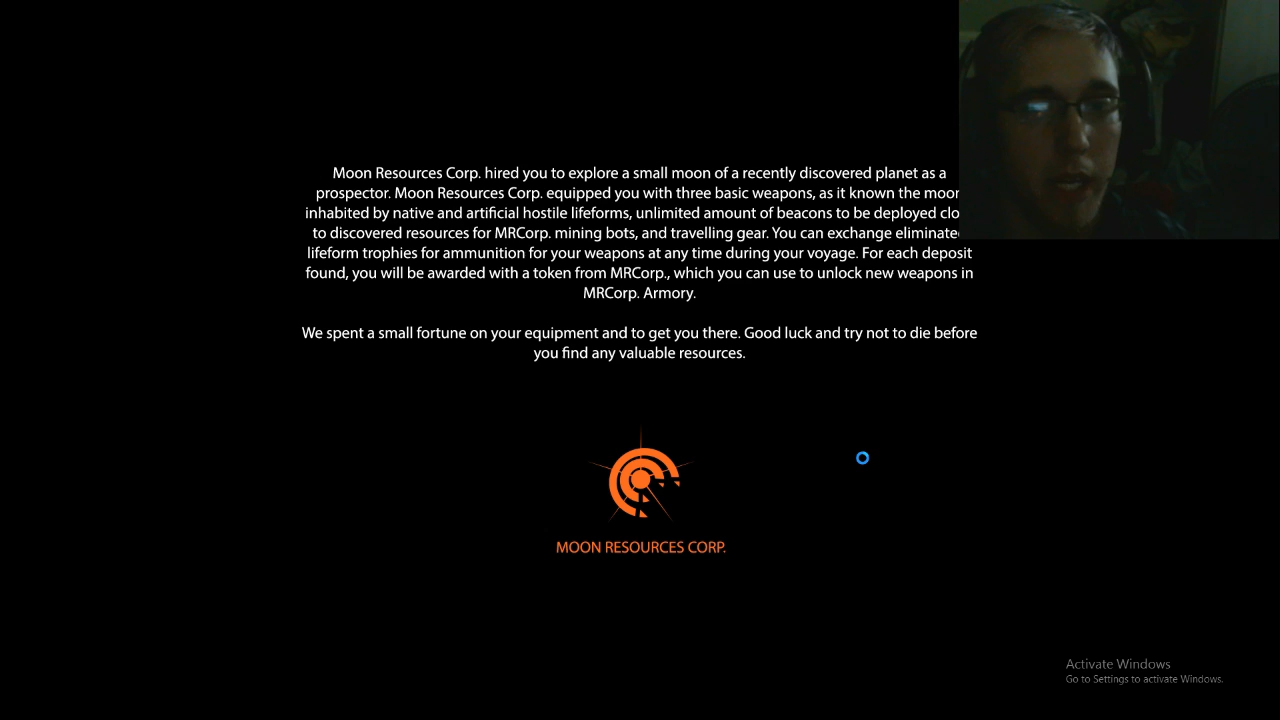 Moon Resources Corp. hired you to explore a small moon of a recently discovered planet as a
prospector. Moon Resources Corp. equipped you with three basic weapons, as it known the moon
inhabited by native and artificial hostile lifeforms, unlimited amount of beacons to be deployed clo
to discovered resources for MRCorp. mining bots, and travelling gear. You can exchange eliminated
lifeform trophies for ammunition for your weapons at any time during your voyage. For each deposit
found, you will be awarded with a token from MRCorp., which you can use to unlock new weapons in
MRCorp. Armory.
We spent a small fortune on your equipment and to get you there. Good luck and try not to die before
you find any valuable resources.
MOON RESOURCES CORP.
Activate Windows
Go to Settings to activate Windows.